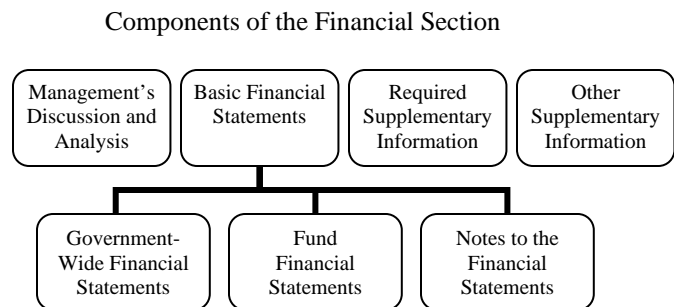 Components of the Financial Section
Management’s
Discussion and
Analysis
Basic Financial
Statements
Required
Supplementary
Information
Other
Supplementary
Information
Government-
Wide Financial
Statements
Fund
Financial
Statements
Notes to the
Financial
Statements